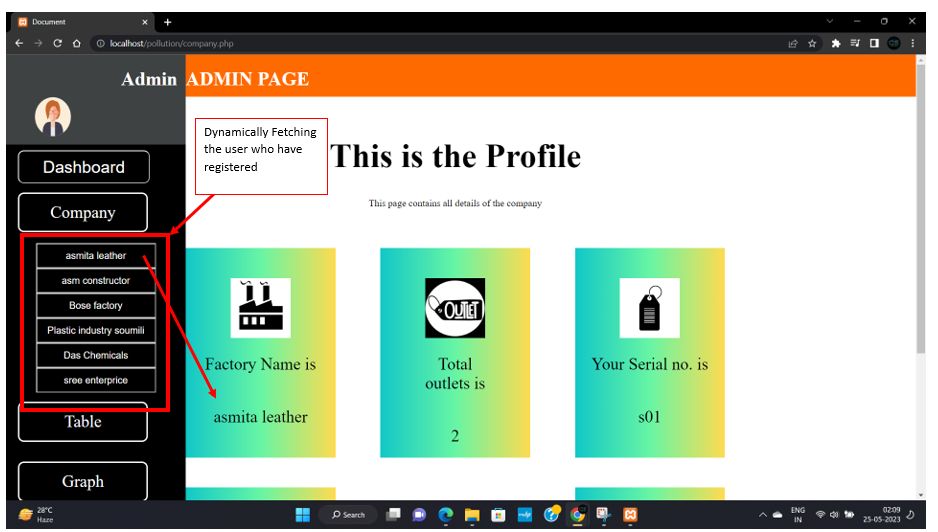 Document
localhost/pollution/company.php
Admin
ADMIN PAGE
Dashboard
Company
asmita leather
asm constructor
Bose factory
Plastic industry soumili
Das Chemicals
sree enterprice
Table
Graph
Dynamically Fetching
the user who have
registered
This is the Profile
This page contains all details of the company
Factory Name is
asmita leather
OUTLET
Total
outlets is
2
Your Serial no. is
s01
28°C
Haze
Search
ENG
IN
02:09
25-05-2023